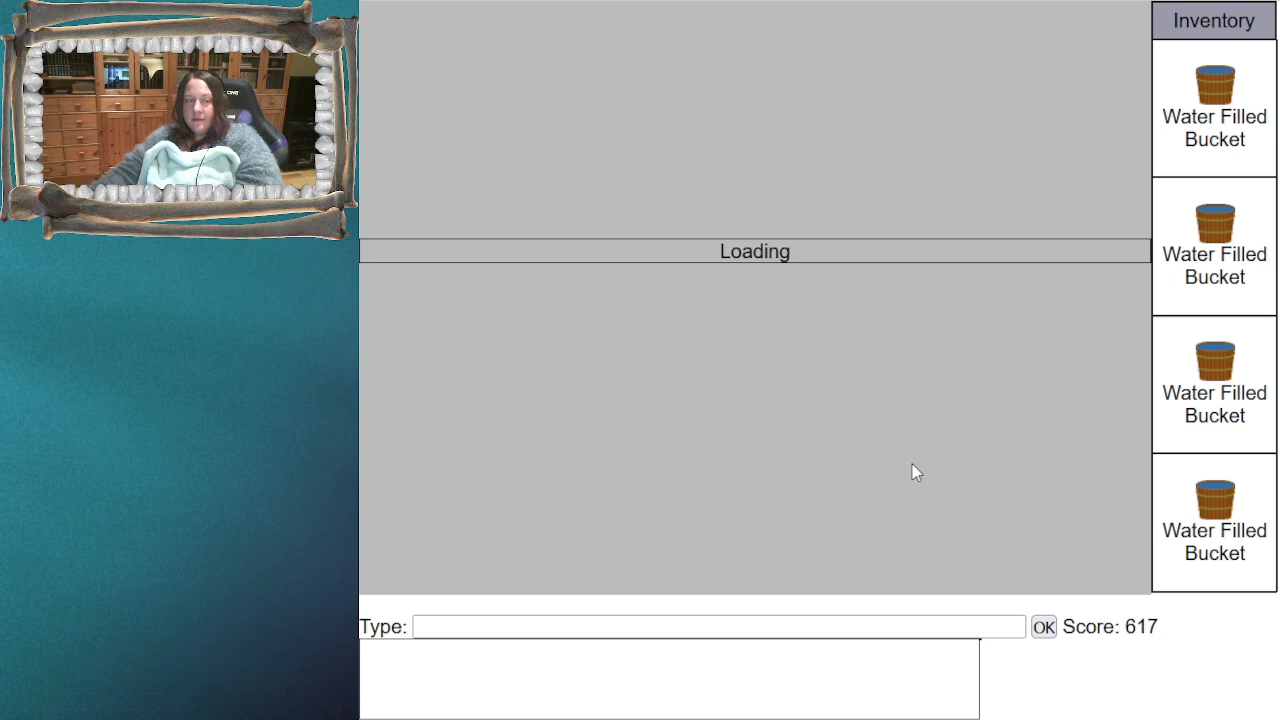 Inventory
Water Filled
Bucket
Water Filled
Bucket
Loading
Water Filled
Bucket
Water Filled
Bucket
Type:
OK
Score: 617